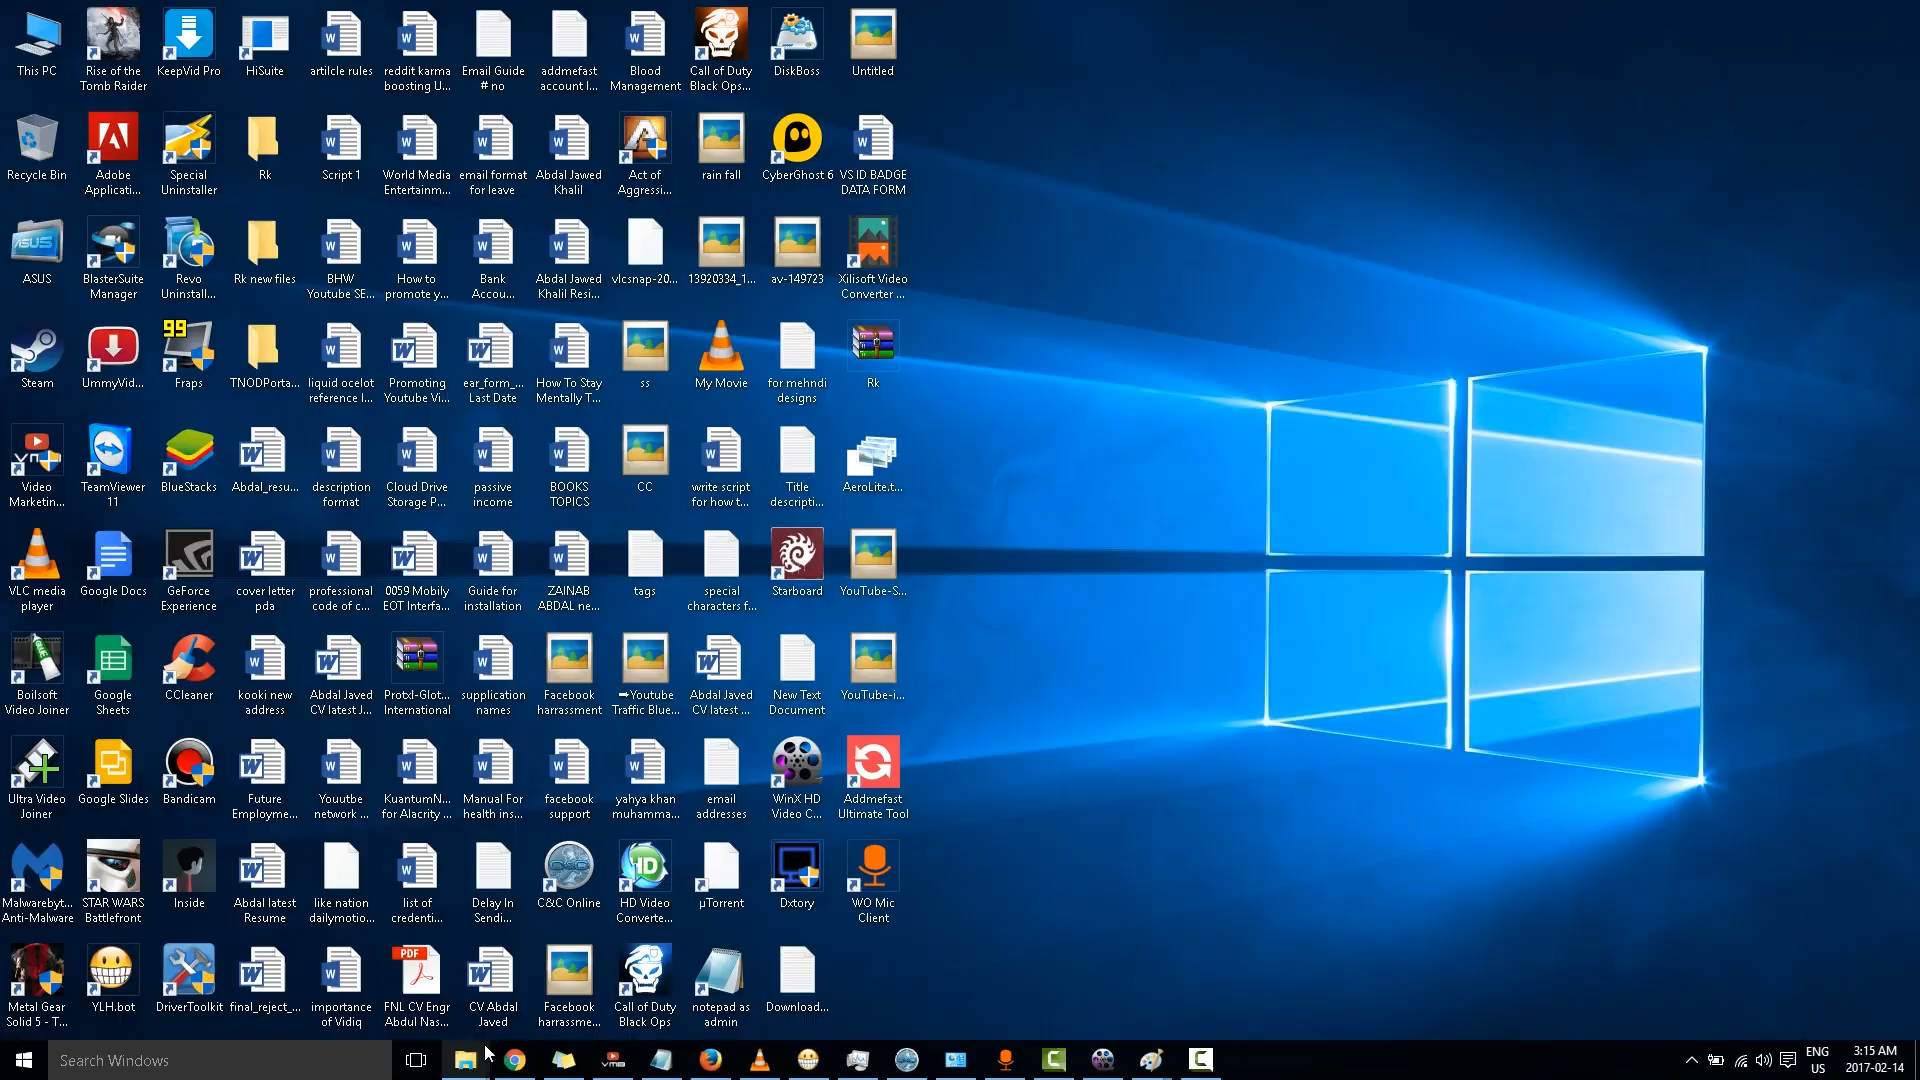 This PC
Rise of the
Tomb Raider
KeepVid Pro
HiSuite
artilcle rules
reddit karma
boosting U...
Email Guide
# no
addmefast
account l...
Blood
Management
Call of Duty
Black Ops...
DiskBoss
Untitled
Recycle Bin
Adobe
Applicati...
Special
Uninstaller
Rk
Script 1
World Media
Entertainm...
email format
for leave
Abdal Jawed
Khalil
Act of
Aggressi...
rain fall
CyberGhost 6
VS ID BADGE
DATA FORM
ASUS
BlasterSuite
Manager
Revo
Uninstall...
Rk new files
BHW
Youtube SE...
How to
promote y...
Bank
Accou...
Abdal Jawed
Khalil Resi...
vlcsnap-20...
13920334_1...
av-149723
Xilisoft Video
Converter ...
Steam
UmmyVid...
99
Fraps
TNODPorta...
liquid ocelot
reference l...
Promoting
Youtube Vi...
ear_form_...
Last Date
How To Stay
Mentally T...
ss
My Movie
for mehndi
designs
Rk
Video
Marketin...
TeamViewer
11
BlueStacks
Abdal_resu...
description
format
Cloud Drive
Storage P...
passive
income
BOOKS
TOPICS
CC
write script
for how t...
Title
descripti...
AeroLite.t...
VLC media
player
Google Docs
GeForce
Experience
cover letter
pda
professional
code of c...
0059 Mobily
EOT Interfa...
Guide for
installation
ZAINAB
ABDAL ne...
tags
special
characters f...
Starboard
YouTube-S...
Boilsoft
Video Joiner
Google
Sheets
CCleaner
kooki new
address
Abdal Javed
CV latest J...
Protxl-Glot...
International
supplication
names
Facebook
harrassment
➡Youtube
Traffic Blue...
Abdal Javed
CV latest ...
New Text
Document
YouTube-i...
Ultra Video
Joiner
Google Slides
Bandicam
Future
Employme...
Youutbe
network ...
KuantumN...
for Alacrity ...
Manual For
health ins...
facebook
support
yahya khan
muhamma...
email
addresses
WinX HD
Video C...
Addmefast
Ultimate Tool
Malwarebyt...
Anti-Malware
STAR WARS
Battlefront
Inside
Abdal latest
Resume
like nation
dailymotio...
list of
credenti...
Delay In
Sendi...
C&C Online
HD Video
Converte...
µTorrent
Dxtory
WO Mic
Client
Metal Gear
Solid 5 - T...
YLH.bot
DriverToolkit
final_reject_...
importance
of Vidiq
PDF
FNL CV Engr
Abdul Nas...
CV Abdal
Javed
Facebook
harrassme...
Call of Duty
Black Ops
notepad as
admin
Download...
Search Windows
ENG
US
3:15 AM
2017-02-14